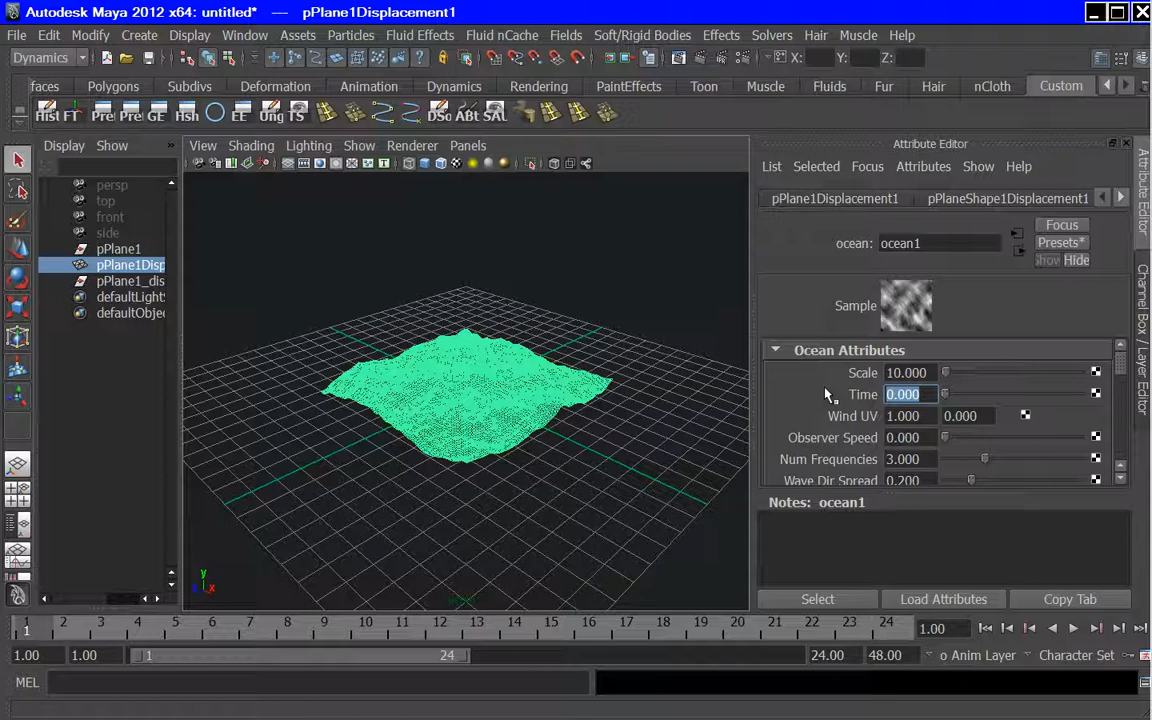 Autodesk Maya 2012 x64: untitled* --- pPlane1Displacement1
File Edit Modify Create Display Window Assets Particles Fluid Effects Fluid nCache Fields Soft/Rigid Bodies Effects Solvers Hair Muscle Help
Dynamics X: Y: Z:
faces Polygons Subdivs Deformation Animation Dynamics Rendering PaintEffects Toon Muscle Fluids Fur Hair nCloth Custom
Hist FT Pre Pre GE Hsh EE Ung TS DSo ABt SAL
Display Show
persp
top
front
side
pPlane1
pPlane1Disp
pPlane1_dis
defaultLight
defaultObje
View Shading Lighting Show Renderer Panels
y
x
Attribute Editor
List Selected Focus Attributes Show Help
pPlane1Displacement1 pPlaneShape1Displacement1
ocean: ocean1
Focus
Presets*
Show Hide
Sample
Ocean Attributes
Scale 10.000
Time 0.000
Wind UV 1.000 0.000
Observer Speed 0.000
Num Frequencies 3.000
Wave Dir Spread 0.200
Notes: ocean1
Select Load Attributes Copy Tab
Attribute Editor
Channel Box / Layer Editor
1 2 3 4 5 6 7 8 9 10 11 12 13 14 15 16 17 18 19 20 21 22 23 24
1 1.00
1.00 1.00 1 24 24.00 48.00 o Anim Layer Character Set
MEL